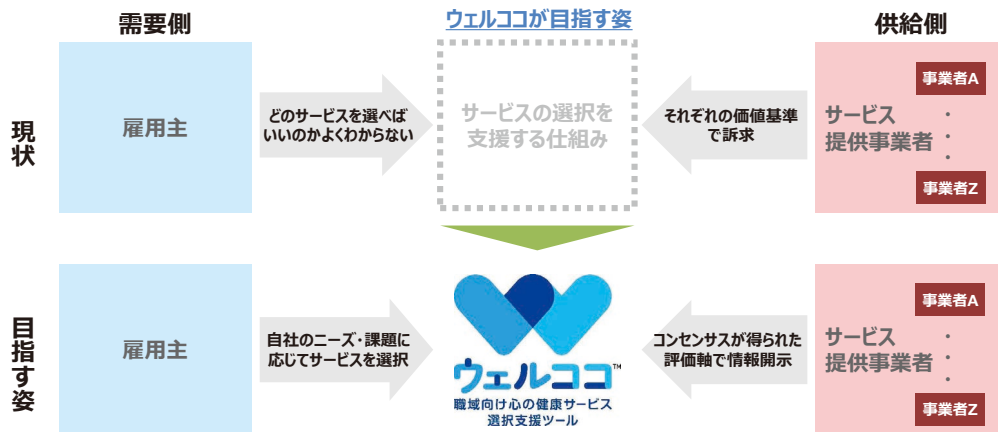 需要側
ウェルココが目指す姿
供給側
現状
雇用主
どのサービスを選べば
いいのかよくわからない
サービスの選択を
支援する仕組み
それぞれの価値基準
で訴求
サービス
提供事業者
事業者A
・
・
・
事業者Z
目指す姿
雇用主
自社のニーズ・課題に
応じてサービスを選択
ウェルココ™
職域向け心の健康サービス
選択支援ツール
コンセンサスが得られた
評価軸で情報開示
サービス
提供事業者
事業者A
・
・
・
事業者Z